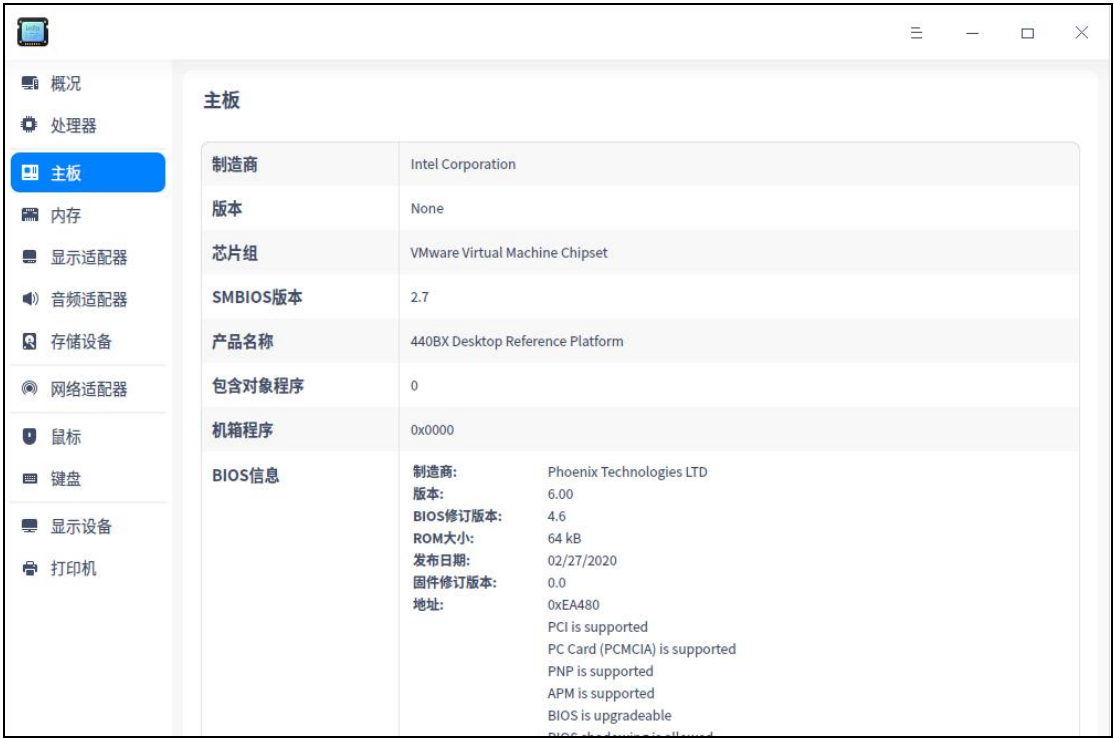 概况
处理器
主板
内存
显示适配器
音频适配器
存储设备
网络适配器
鼠标
键盘
显示设备
打印机
主板
制造商 Intel Corporation
版本 None
芯片组 VMware Virtual Machine Chipset
SMBIOS版本 2.7
产品名称 440BX Desktop Reference Platform
包含对象程序 0
机箱程序 0x0000
BIOS信息 制造商: Phoenix Technologies LTD
版本: 6.00
BIOS修订版本: 4.6
ROM大小: 64 kB
发布日期: 02/27/2020
固件修订版本: 0.0
地址: 0xEA480
PCI is supported
PC Card (PCMCIA) is supported
PNP is supported
APM is supported
BIOS is upgradeable
BIOS shadowing is allowed